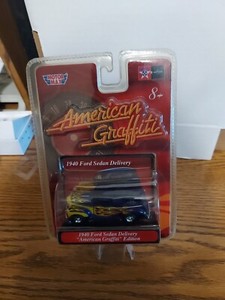 8+
American
Graffiti
1940 Ford Sedan Delivery
1940 Ford Sedan Delivery
"American Graffiti" Edition